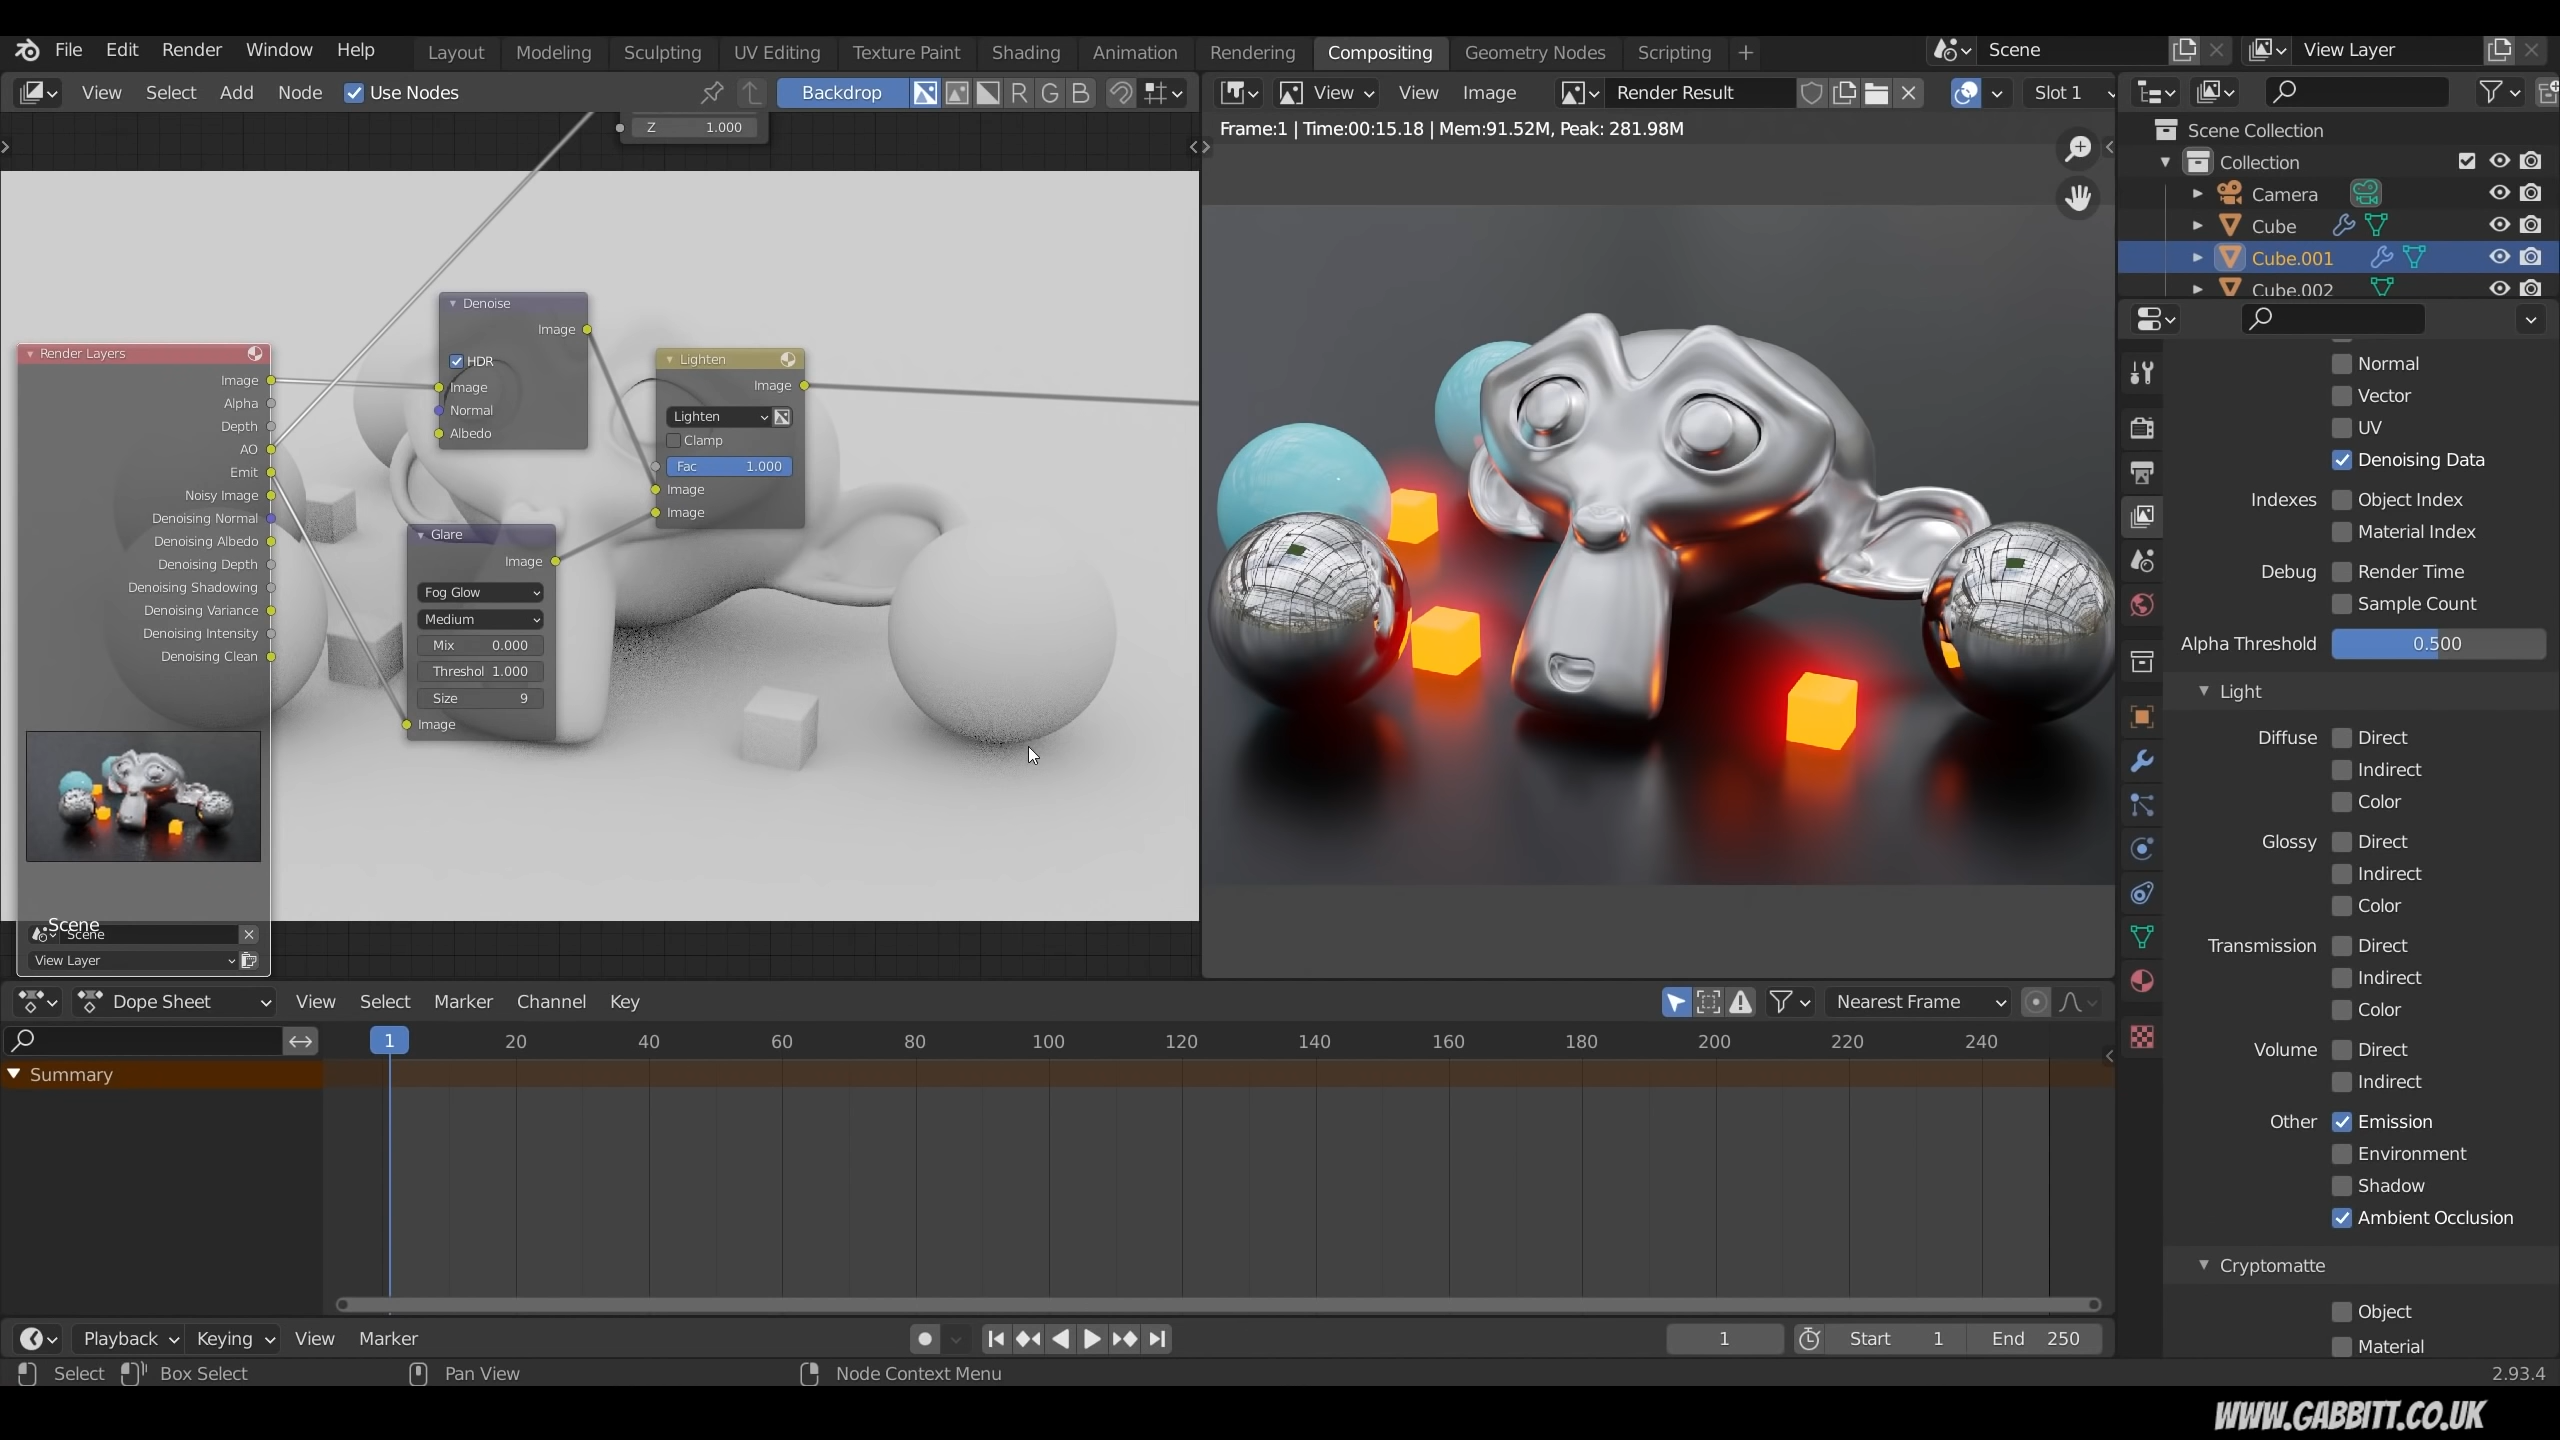 File Edit Render Window Help Layout Modeling Sculpting UV Editing Texture Paint Shading Animation Rendering Compositing Geometry Nodes Scripting + Scene View Layer
View Select Add Node Use Nodes Backdrop R G B
View View Image Render Result Slot 1
Z 1.000
Frame:1 | Time:00:15.18 | Mem:91.52M, Peak: 281.98M
Scene Collection
Collection
Camera
Cube
Cube.001
Cube.002
Render Layers
Image
Alpha
Depth
AO
Emit
Noisy Image
Denoising Normal
Denoising Albedo
Denoising Depth
Denoising Shadowing
Denoising Variance
Denoising Intensity
Denoising Clean
Scene
Scene
View Layer
Denoise
Image
HDR
Image
Normal
Albedo
Glare
Image
Fog Glow
Medium
Mix 0.000
Threshol 1.000
Size 9
Image
Lighten
Image
Lighten
Clamp
Fac 1.000
Image
Image
Normal
Vector
UV
Denoising Data
Indexes Object Index
Material Index
Debug Render Time
Sample Count
Alpha Threshold 0.500
Light
Diffuse Direct
Indirect
Color
Glossy Direct
Indirect
Color
Transmission Direct
Indirect
Color
Volume Direct
Indirect
Other Emission
Environment
Shadow
Ambient Occlusion
Cryptomatte
Object
Material
Dope Sheet View Select Marker Channel Key Nearest Frame
1 20 40 60 80 100 120 140 160 180 200 220 240
Summary
Playback Keying View Marker 1 Start 1 End 250
Select Box Select Pan View Node Context Menu 2.93.4
WWW.GABBITT.CO.UK